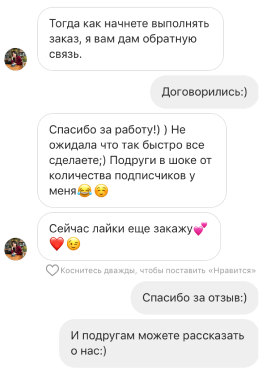 Тогда как начнете выполнять
заказ, я вам дам обратную
связь.
Договорились:)
Спасибо за работу!) ) Не
ожидала что так быстро все
сделаете;) Подруги в шоке от
количества подписчиков у
меня😂☺️
Сейчас лайки еще закажу💕
❤️😉
Коснитесь дважды, чтобы поставить «Нравится»
Спасибо за отзыв:)
И подругам можете рассказать
о нас:)